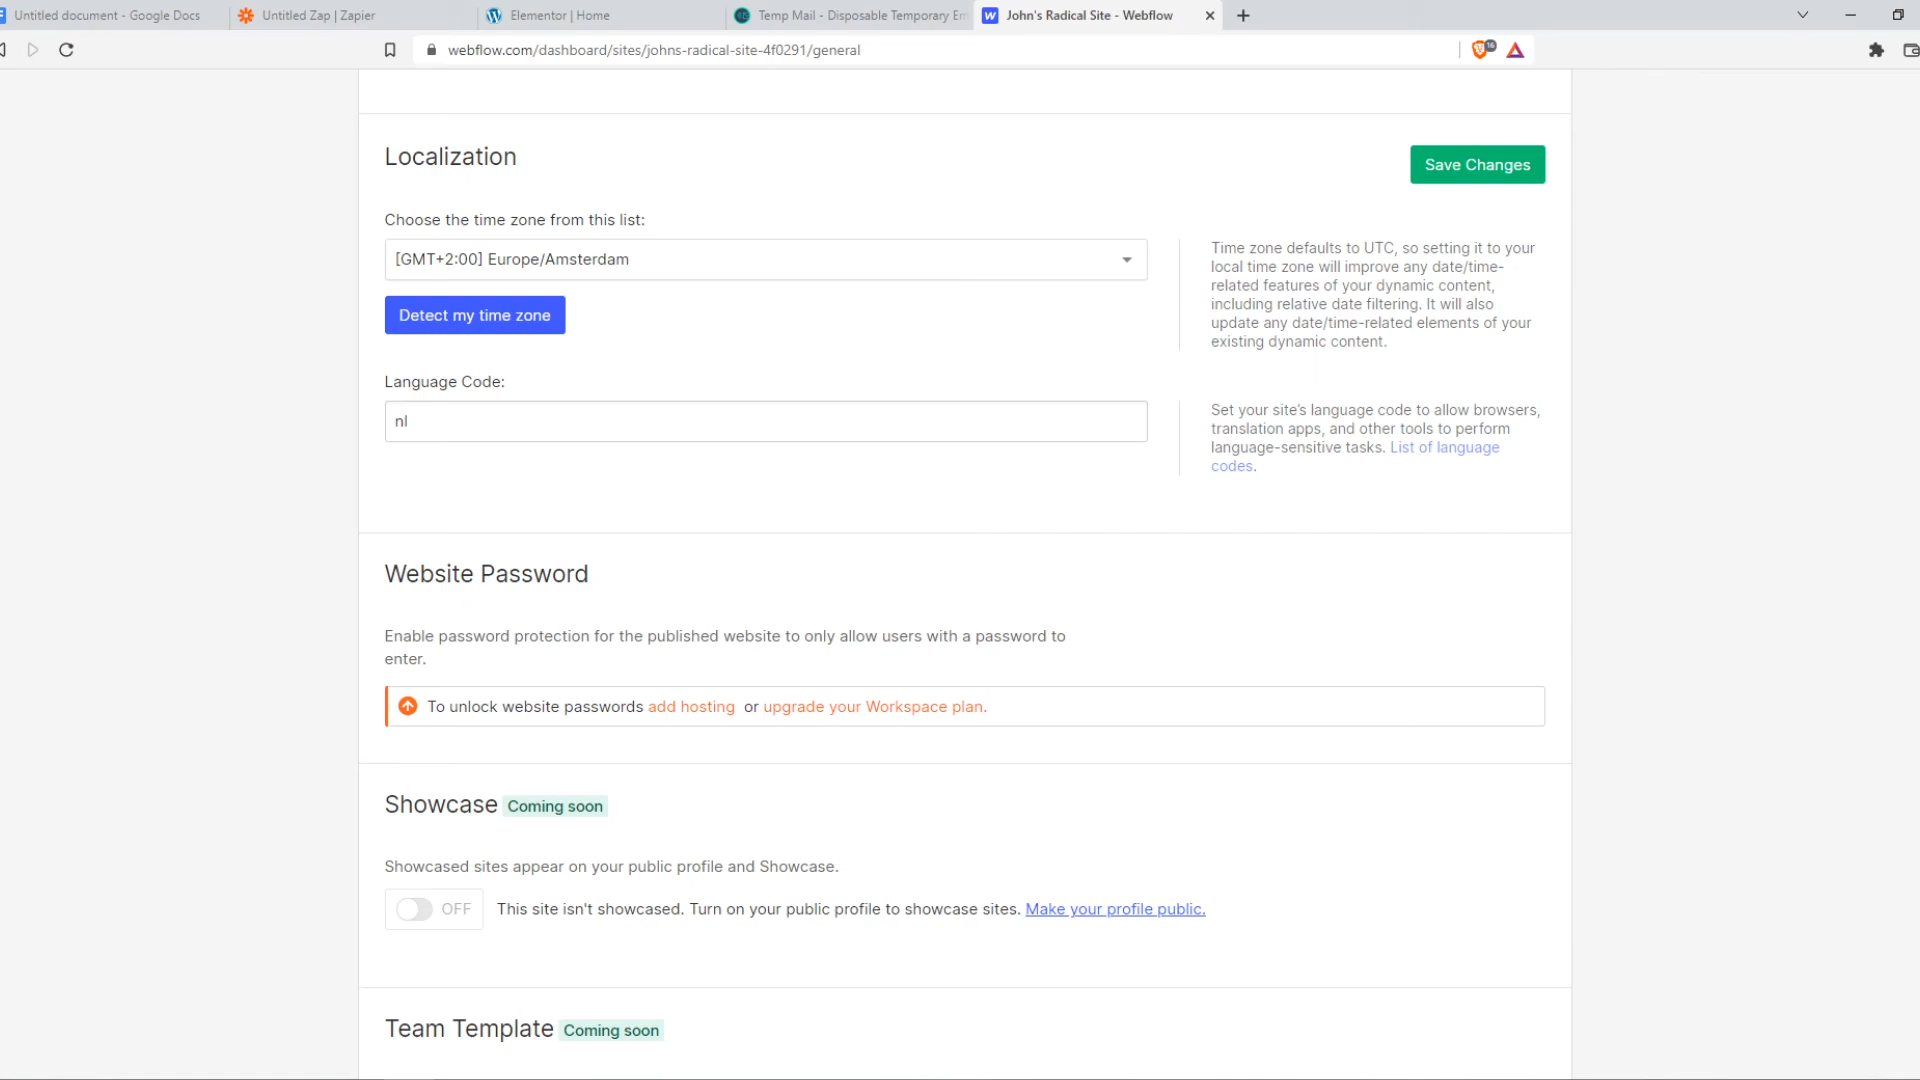 Untitled document - Google Docs
Untitled Zap | Zapier
Elementor | Home
Temp Mail - Disposable Temporary Em
John's Radical Site - Webflow
webflow.com/dashboard/sites/johns-radical-site-4f0291/general
16
Localization
Save Changes
Choose the time zone from this list:
[GMT+2:00] Europe/Amsterdam
Detect my time zone
Time zone defaults to UTC, so setting it to your
local time zone will improve any date/time-
related features of your dynamic content,
including relative date filtering. It will also
update any date/time-related elements of your
existing dynamic content.
Language Code:
nl
Set your site's language code to allow browsers,
translation apps, and other tools to perform
language-sensitive tasks. List of language
codes.
Website Password
Enable password protection for the published website to only allow users with a password to
enter.
To unlock website passwords add hosting or upgrade your Workspace plan.
Showcase Coming soon
Showcased sites appear on your public profile and Showcase.
OFF
This site isn't showcased. Turn on your public profile to showcase sites. Make your profile public.
Team Template Coming soon